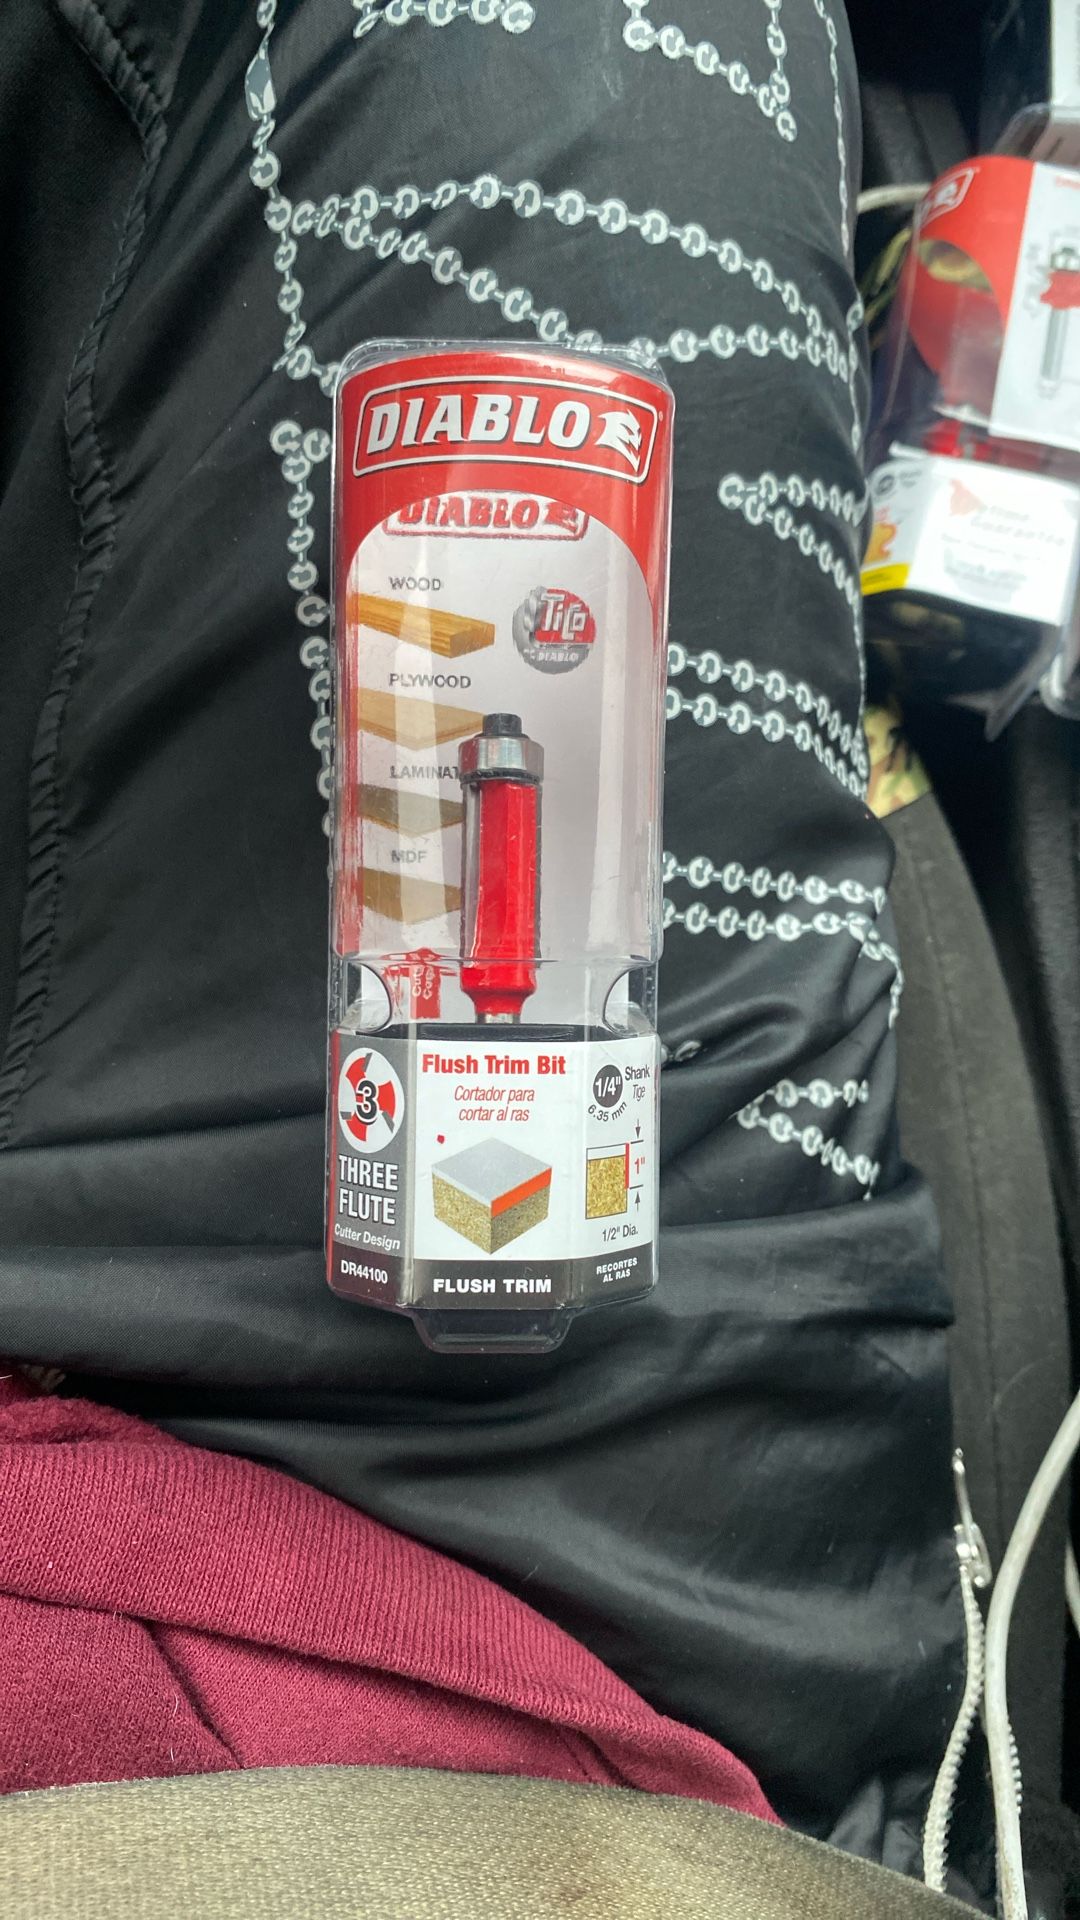 DIABLO
DIABLO
WOOD
TiCo
DIABLO
PLYWOOD
LAMINAT
MDF
3
THREE
FLUTE
Cutter Design
DR44100
Flush Trim Bit
Cortador para
cortar al ras
FLUSH TRIM
1/4"
Shank
Tige
6.35 mm
1"
1/2" Dia.
RECORTES
AL RAS